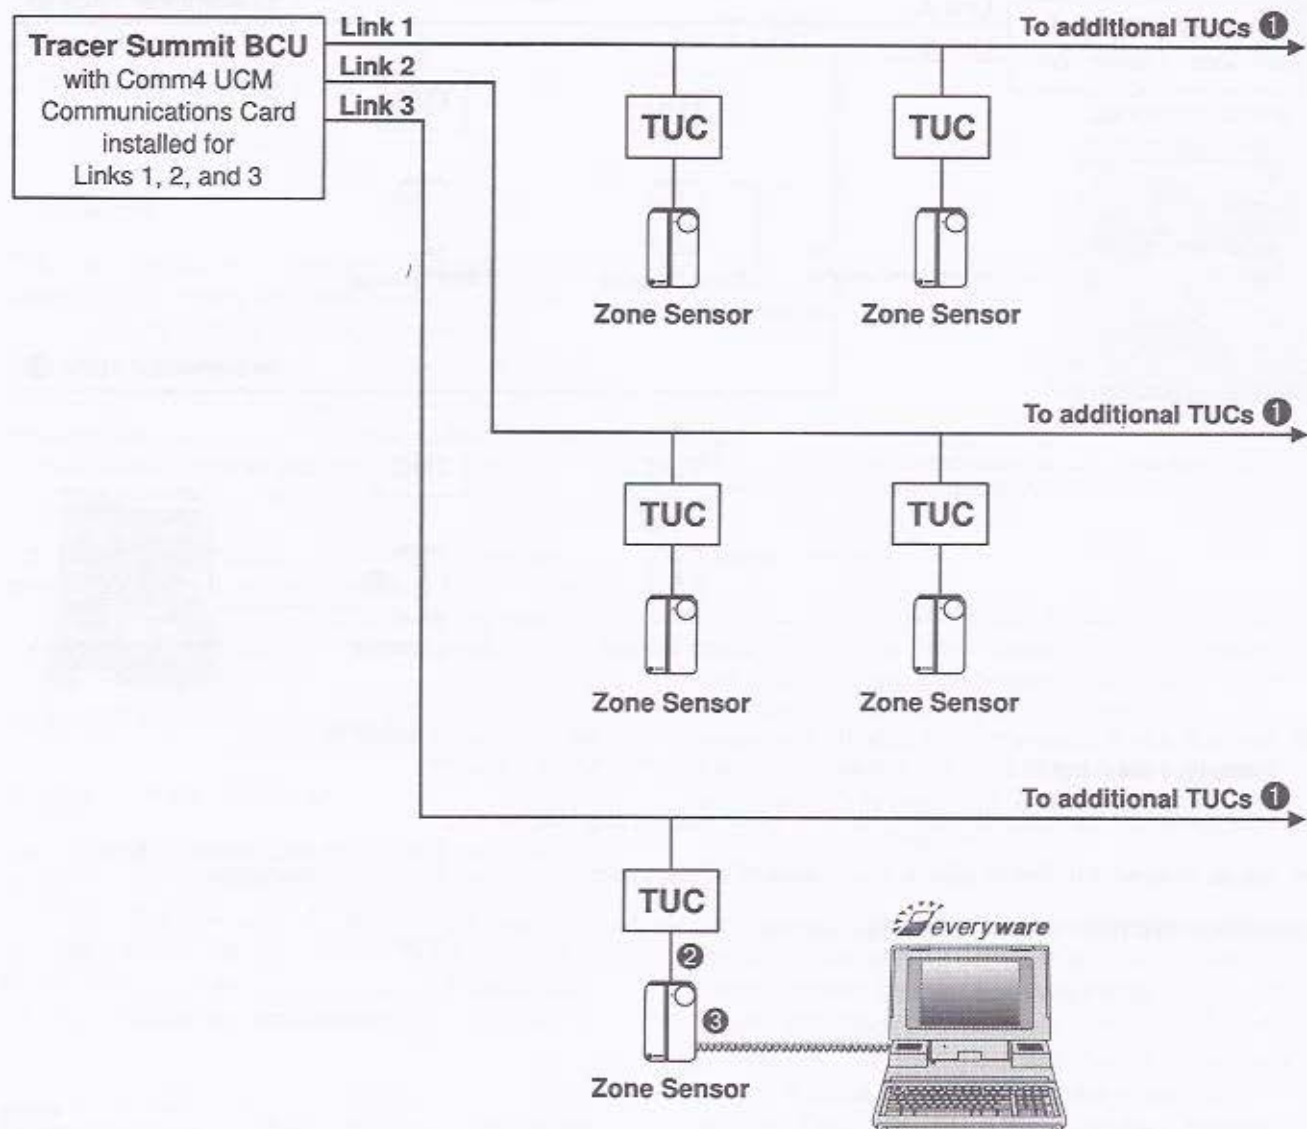 Tracer Summit BCU
with Comm4 UCM
Communications Card
installed for
Links 1, 2, and 3
Link 1
Link 2
Link 3
To additional TUCs ❶
TUC
TUC
Zone Sensor
Zone Sensor
To additional TUCs ❶
TUC
TUC
Zone Sensor
Zone Sensor
To additional TUCs ❶
TUC
❷
❸
Zone Sensor
everyware